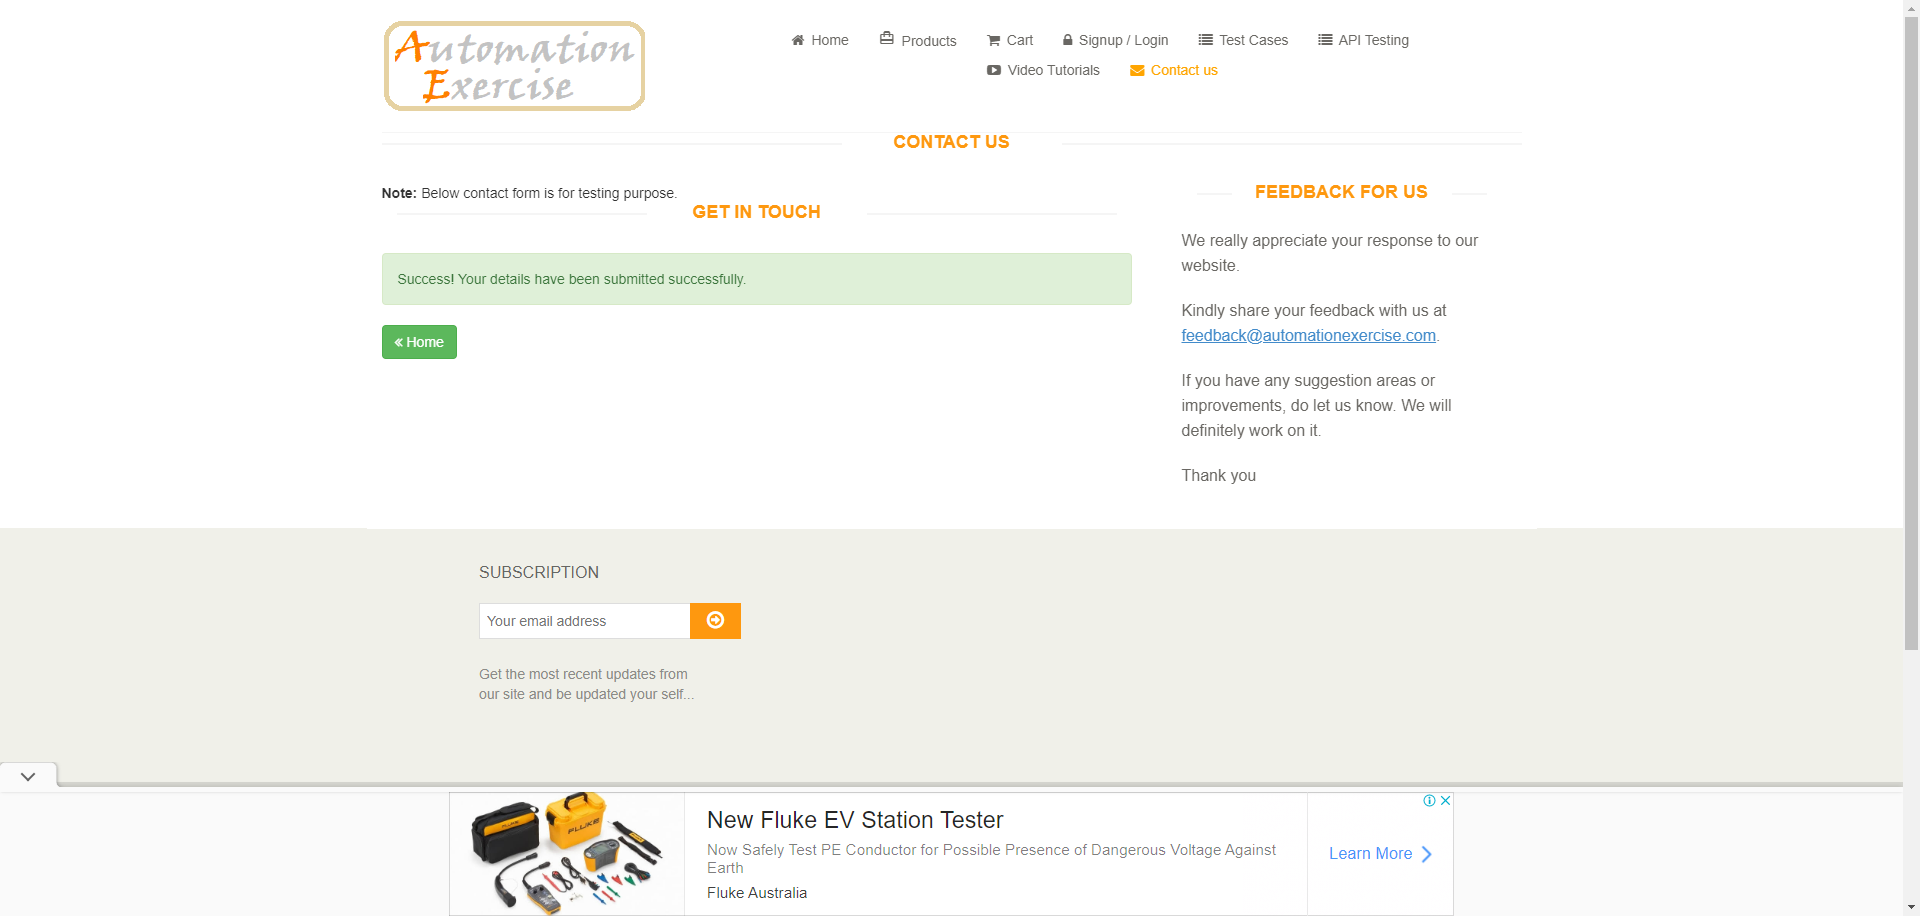 Automation
Exercise
Home
Products
Cart
Signup / Login
Test Cases
API Testing
Video Tutorials
Contact us
CONTACT US
Note: Below contact form is for testing purpose.
GET IN TOUCH
Success! Your details have been submitted successfully.
« Home
FEEDBACK FOR US
We really appreciate your response to our
website.
Kindly share your feedback with us at
feedback@automationexercise.com.
If you have any suggestion areas or
improvements, do let us know. We will
definitely work on it.
Thank you
SUBSCRIPTION
Your email address
Get the most recent updates from
our site and be updated your self...
FLUKE
New Fluke EV Station Tester
Now Safely Test PE Conductor for Possible Presence of Dangerous Voltage Against
Earth
Fluke Australia
Learn More